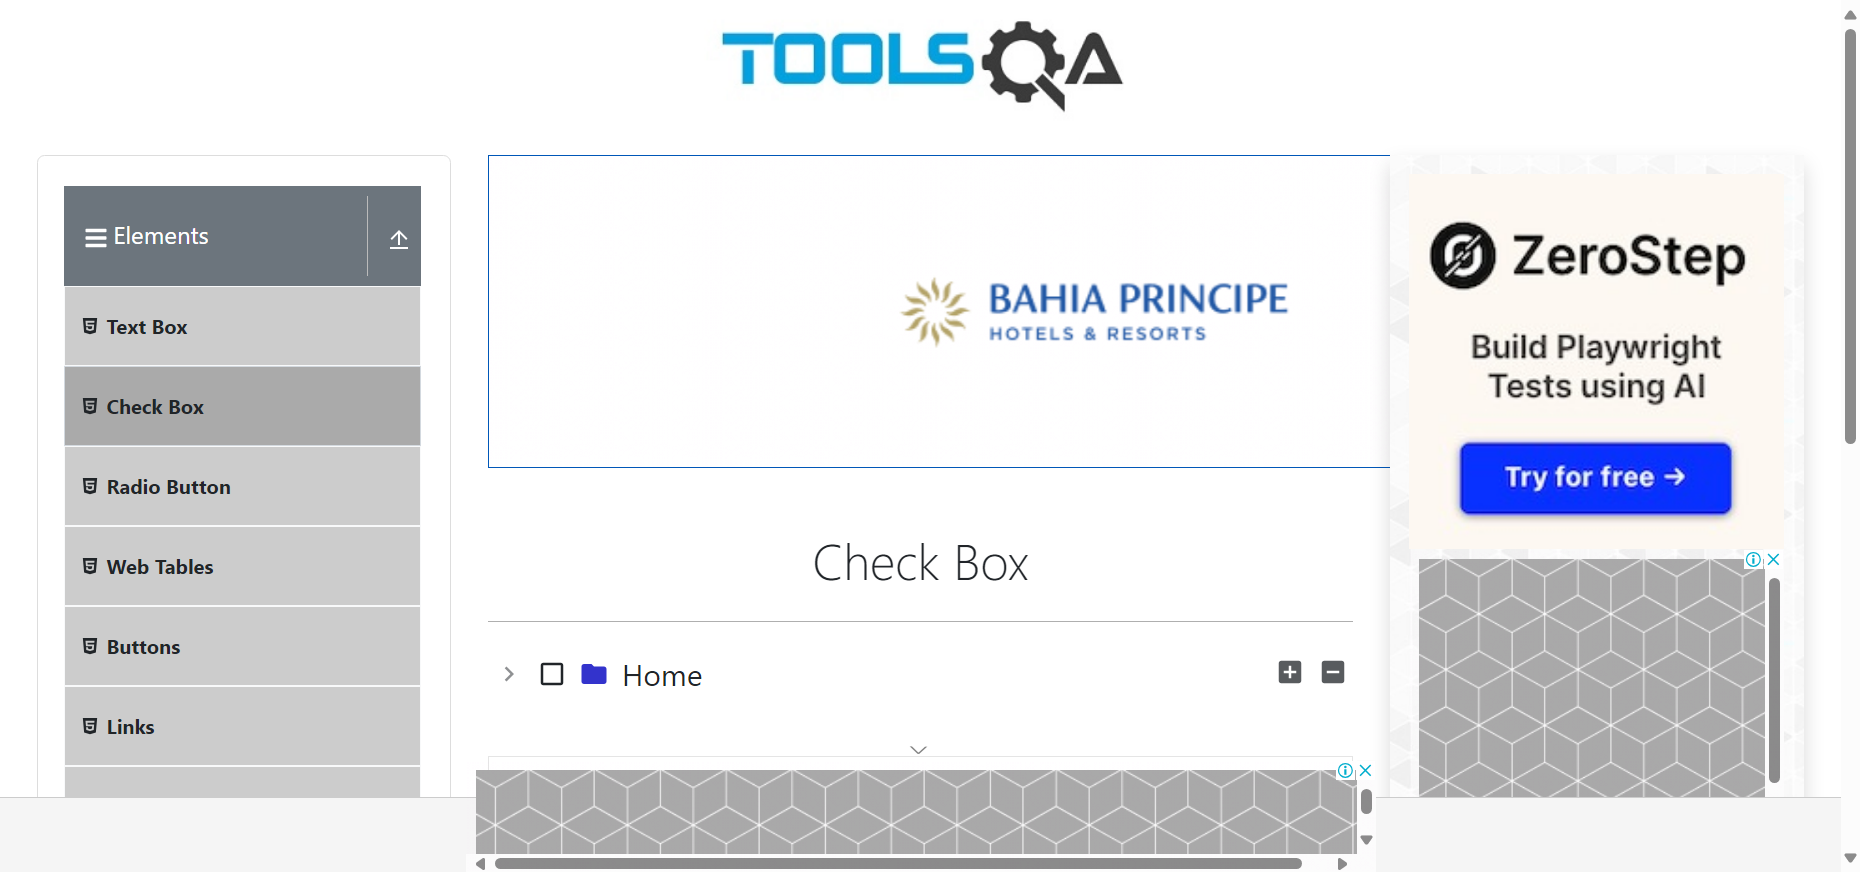 TOOLSQA
Elements
Text Box
Check Box
Radio Button
Web Tables
Buttons
Links
BAHIA PRINCIPE
HOTELS & RESORTS
Check Box
Home
ZeroStep
Build Playwright
Tests using AI
Try for free →